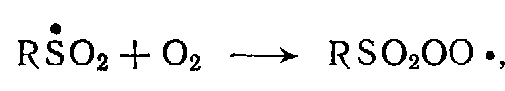 RṠO₂ + O₂ ⟶ RSO₂OO •,